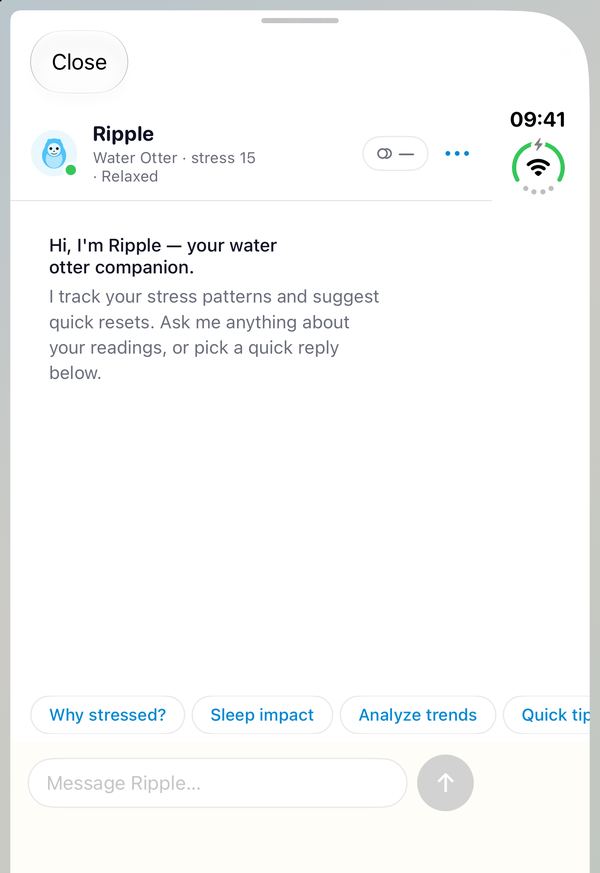 Close
09:41
Ripple
Water Otter · stress 15
· Relaxed
—
Hi, I'm Ripple — your water
otter companion.
I track your stress patterns and suggest
quick resets. Ask me anything about
your readings, or pick a quick reply
below.
Why stressed?
Sleep impact
Analyze trends
Quick tip
Message Ripple...